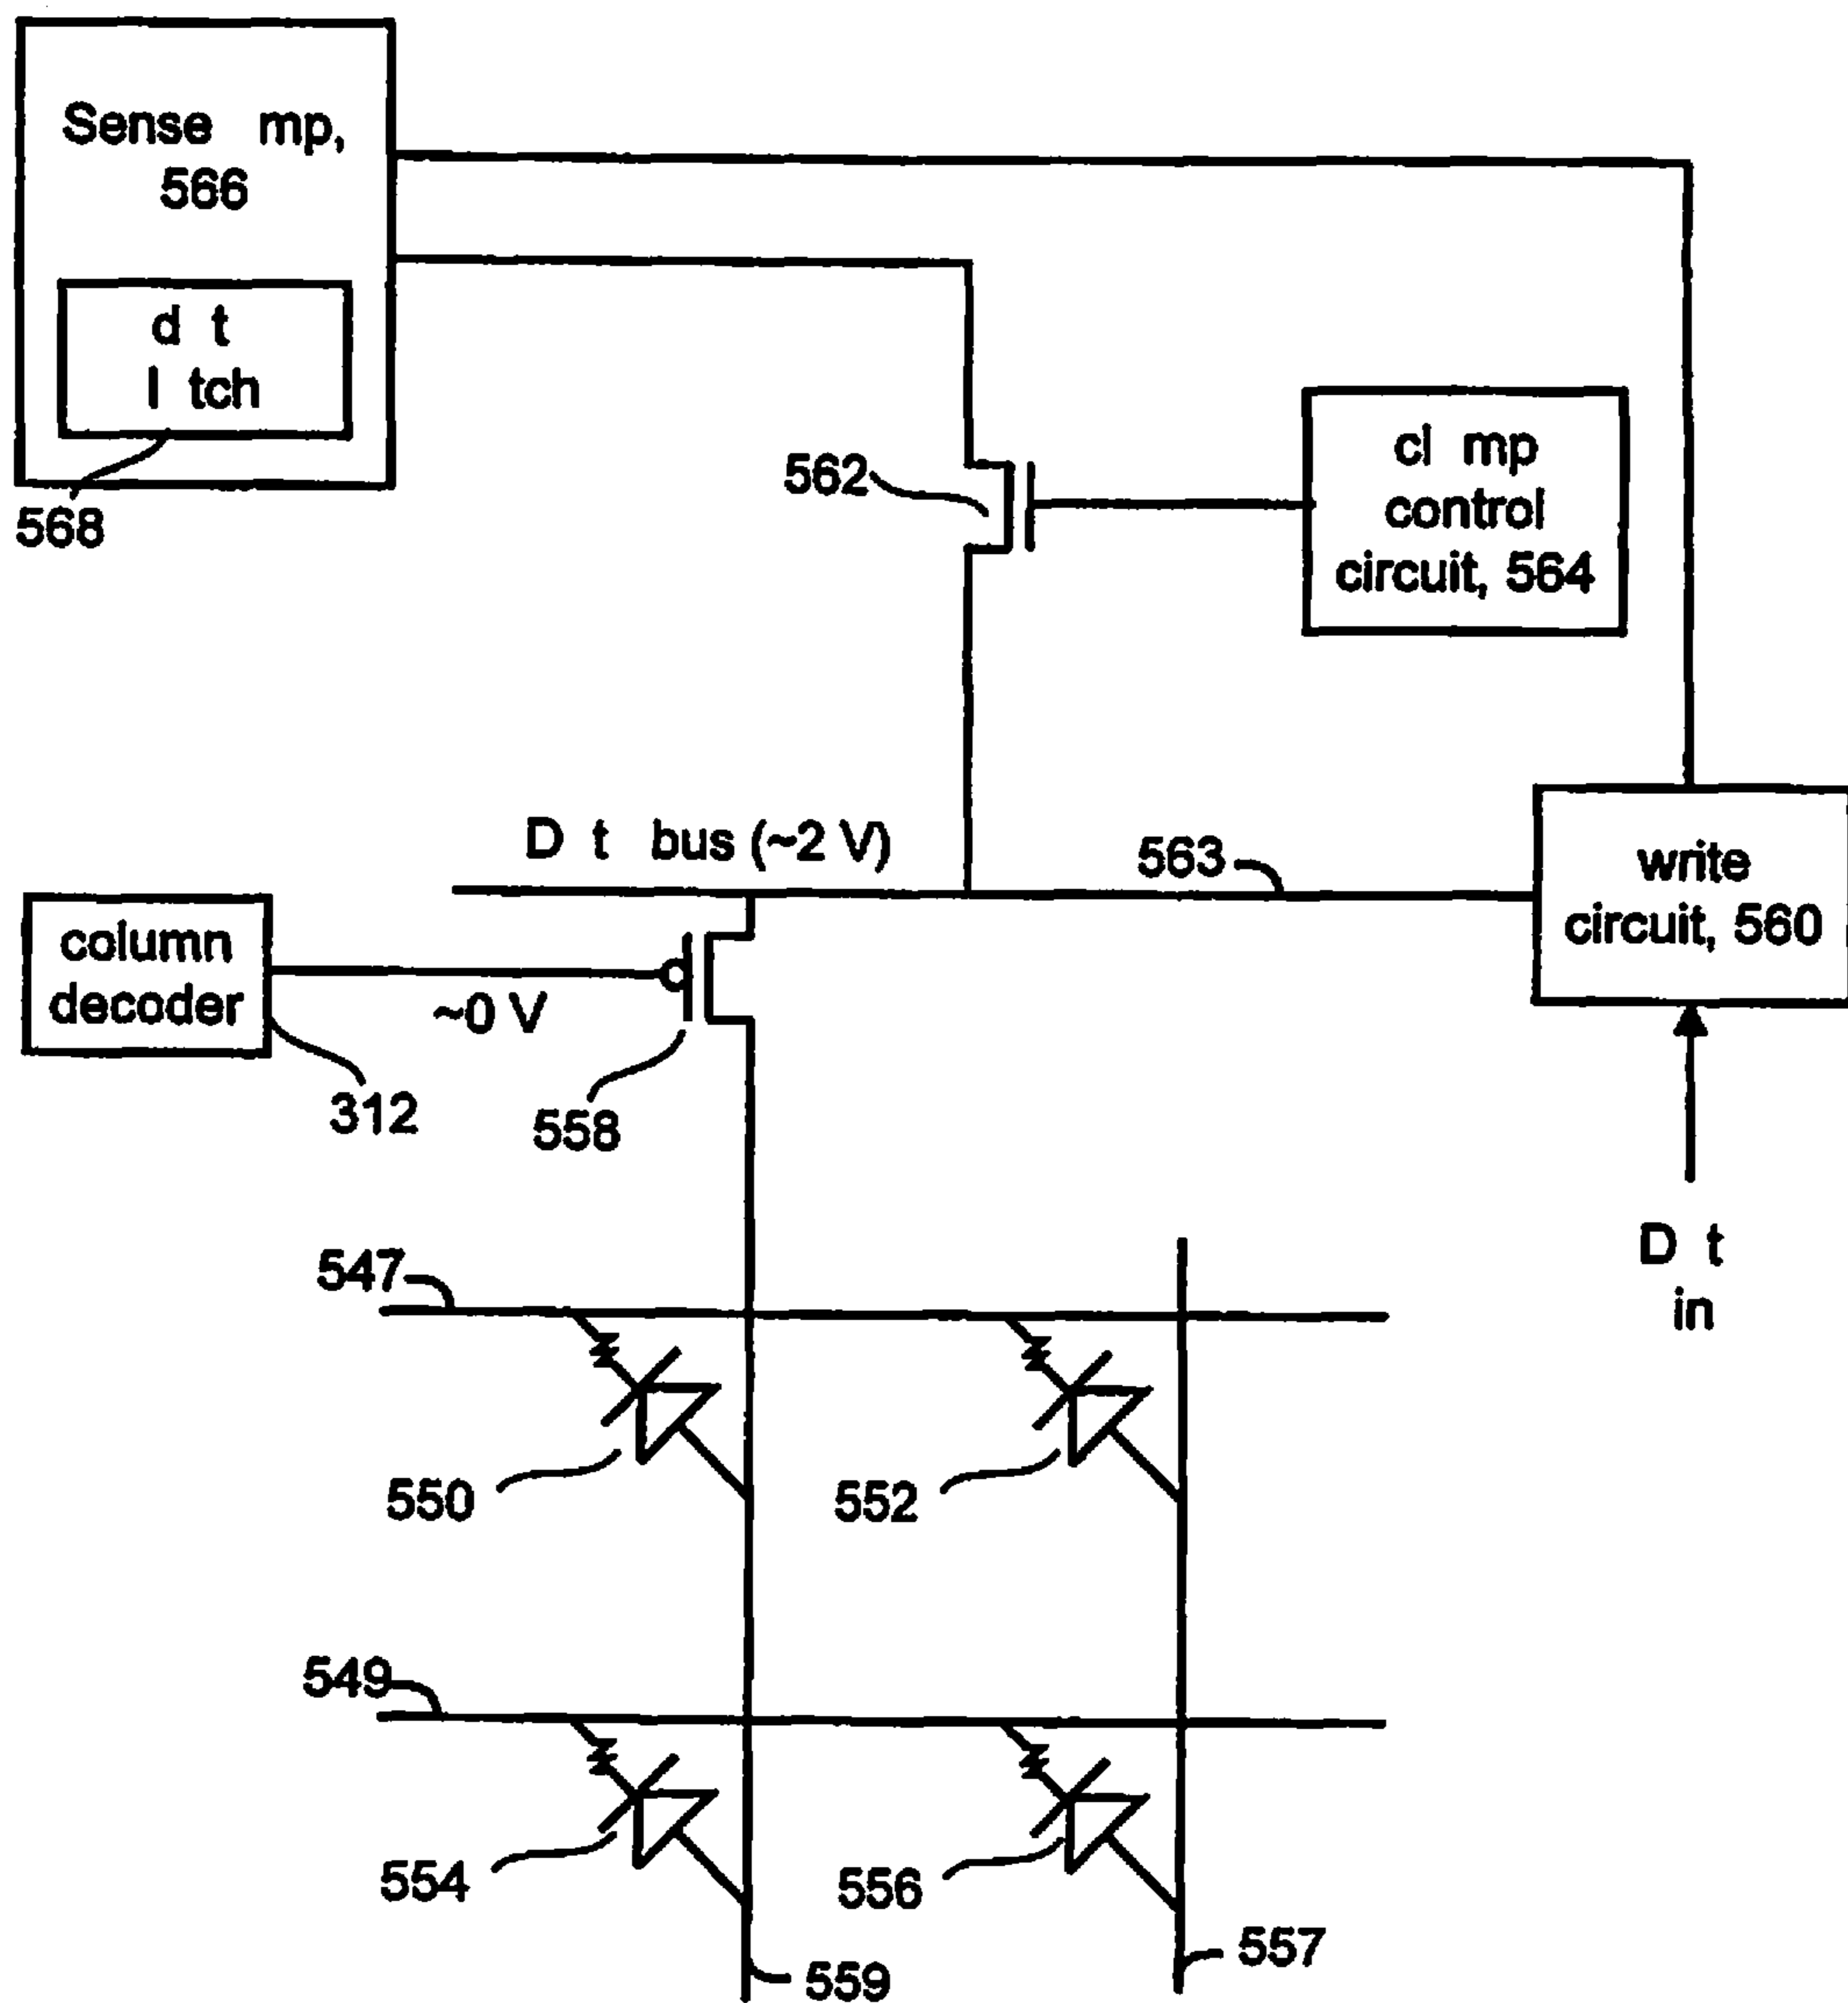 Sense mp,
566
d t
l tch
568
562
cl mp
control
circuit, 564
D t bus (~2 V)
563
write
circuit, 560
column
decoder
~0 V
312
558
D t
in
547
550
552
549
554
556
557
559